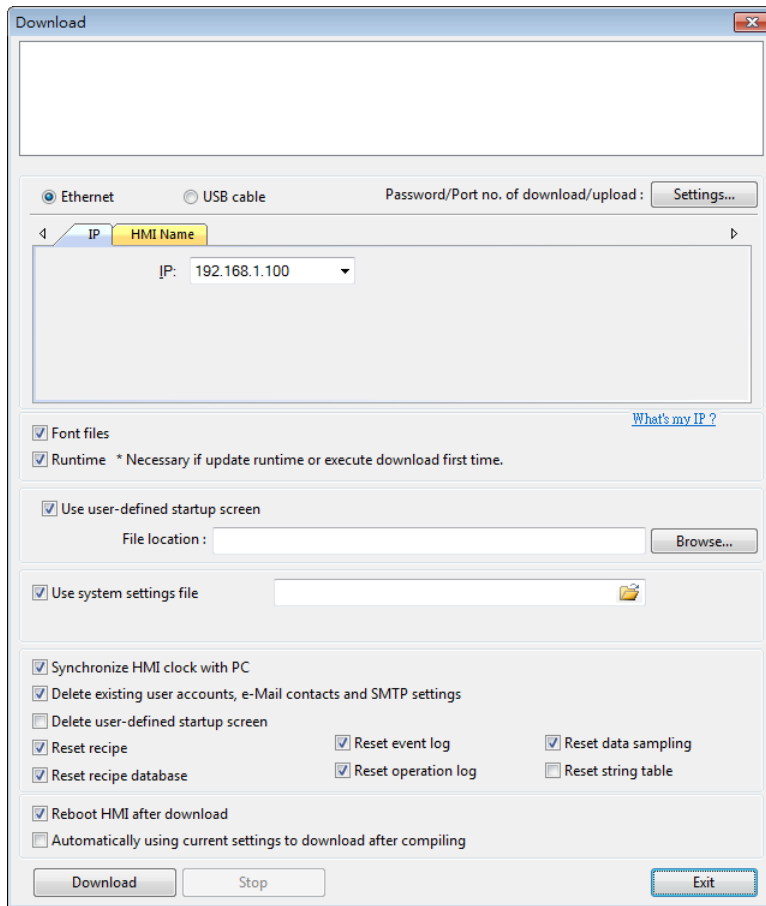 Download
Ethernet USB cable Password/Port no. of download/upload : Settings...
IP HMI Name
IP: 192.168.1.100
What's my IP ?
Font files
Runtime * Necessary if update runtime or execute download first time.
Use user-defined startup screen
File location : Browse...
Use system settings file
Synchronize HMI clock with PC
Delete existing user accounts, e-Mail contacts and SMTP settings
Delete user-defined startup screen
Reset recipe Reset event log Reset data sampling
Reset recipe database Reset operation log Reset string table
Reboot HMI after download
Automatically using current settings to download after compiling
Download Stop Exit